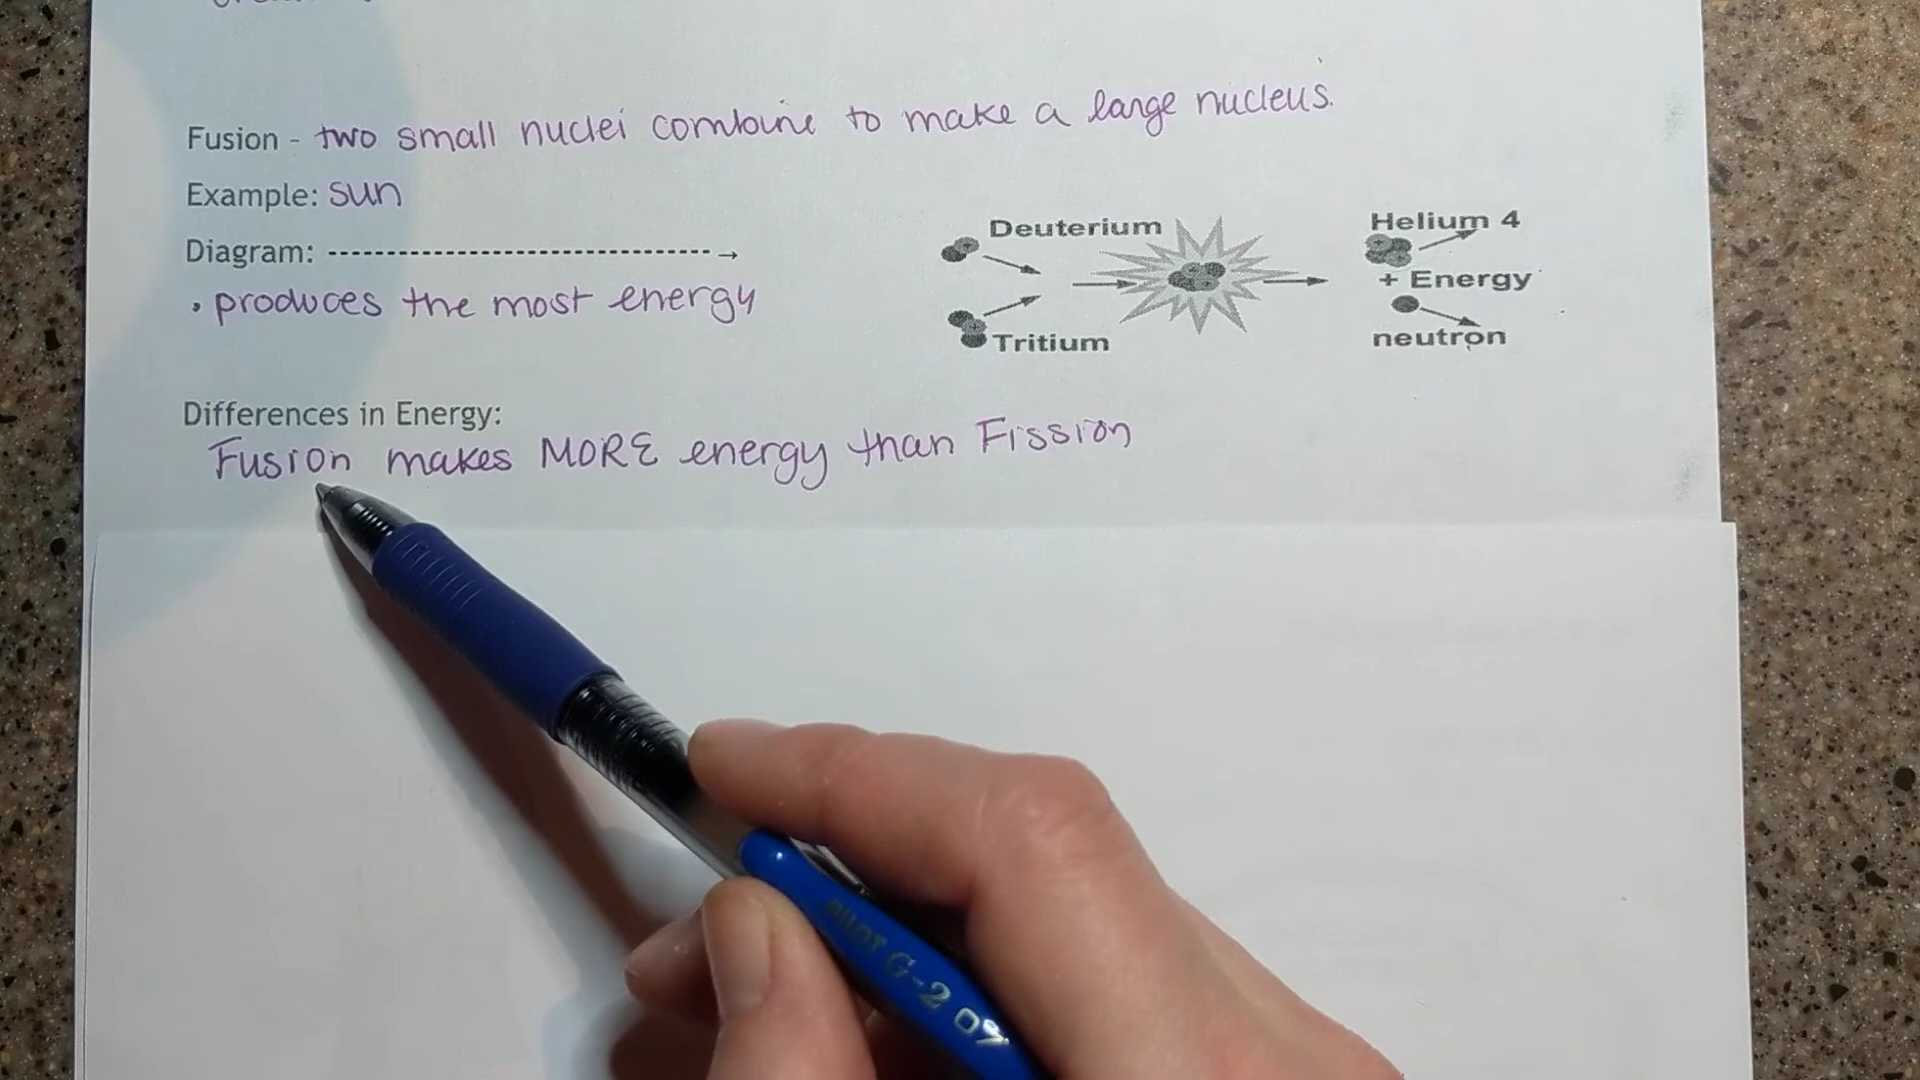 Fusion - two small nuclei combine to make a large nucleus.
Example: sun
Diagram: ----------------------------------→
• produces the most energy
Deuterium
Tritium
Helium 4
+ Energy
neutron
Differences in Energy:
Fusion makes MORE energy than Fission
PILOT G-2 07